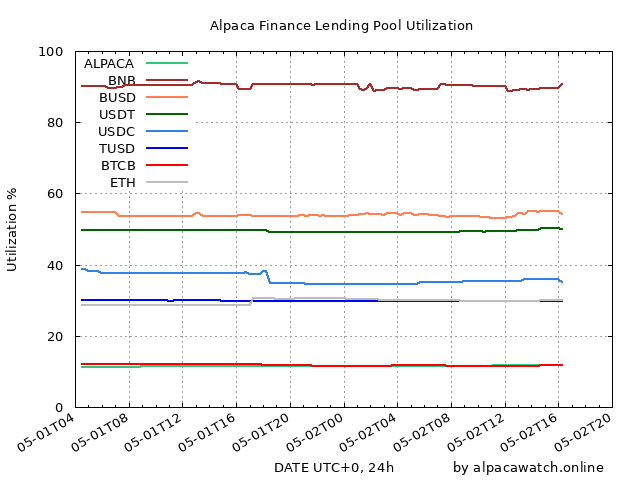 Alpaca Finance Lending Pool Utilization
100
80
60
40
20
0
Utilization %
ALPACA
BNB
BUSD
USDT
USDC
TUSD
BTCB
ETH
05-01T04
05-01T08
05-01T12
05-01T16
05-01T20
05-02T00
05-02T04
05-02T08
05-02T12
05-02T16
05-02T20
DATE UTC+0, 24h
by alpacawatch.online